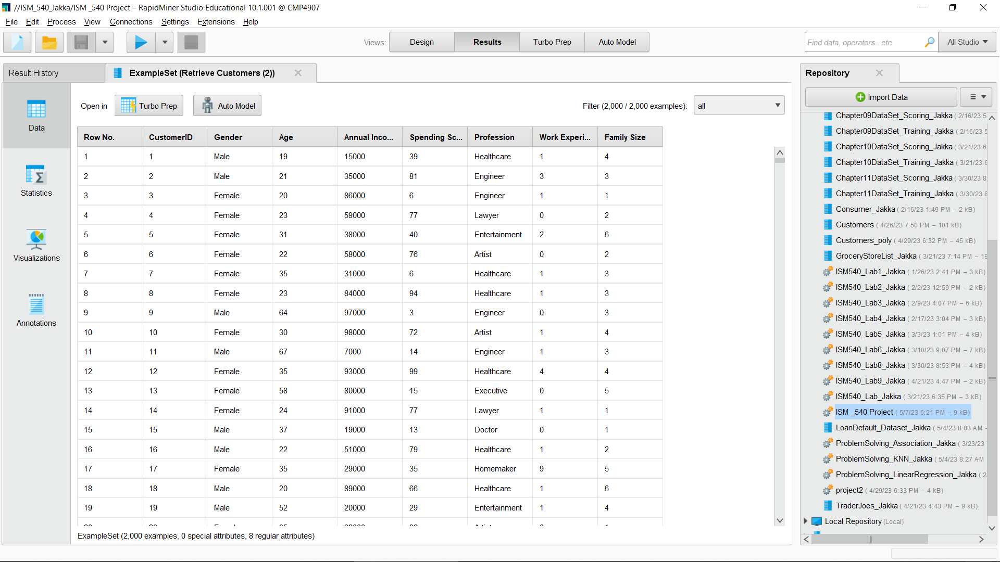 //ISM_540_Jakka/ISM _540 Project – RapidMiner Studio Educational 10.1.001 @ CMP4907
File Edit Process View Connections Settings Extensions Help
Views: Design Results Turbo Prep Auto Model
Find data, operators...etc All Studio
Result History
ExampleSet (Retrieve Customers (2))
Data
Statistics
Visualizations
Annotations
Open in Turbo Prep Auto Model
Filter (2,000 / 2,000 examples): all
Row No. CustomerID Gender Age Annual Inco... Spending Sc... Profession Work Experi... Family Size
1 1 Male 19 15000 39 Healthcare 1 4
2 2 Male 21 35000 81 Engineer 3 3
3 3 Female 20 86000 6 Engineer 1 1
4 4 Female 23 59000 77 Lawyer 0 2
5 5 Female 31 38000 40 Entertainment 2 6
6 6 Female 22 58000 76 Artist 0 2
7 7 Female 35 31000 6 Healthcare 1 3
8 8 Female 23 84000 94 Healthcare 1 3
9 9 Male 64 97000 3 Engineer 0 3
10 10 Female 30 98000 72 Artist 1 4
11 11 Male 67 7000 14 Engineer 1 3
12 12 Female 35 93000 99 Healthcare 4 4
13 13 Female 58 80000 15 Executive 0 5
14 14 Female 24 91000 77 Lawyer 1 1
15 15 Male 37 19000 13 Doctor 0 1
16 16 Male 22 51000 79 Healthcare 1 2
17 17 Female 35 29000 35 Homemaker 9 5
18 18 Male 20 89000 66 Healthcare 1 6
19 19 Male 52 20000 29 Entertainment 1 4
ExampleSet (2,000 examples, 0 special attributes, 8 regular attributes)
Repository
Import Data
Chapter09DataSet_Scoring_Jakka ( 2/16/23 5
Chapter09DataSet_Training_Jakka ( 2/16/23 5
Chapter10DataSet_Scoring_Jakka ( 3/21/23 6
Chapter10DataSet_Training_Jakka ( 3/21/23 6
Chapter11DataSet_Scoring_Jakka ( 3/30/23 8
Chapter11DataSet_Training_Jakka ( 3/30/23 8
Consumer_Jakka ( 2/16/23 1:49 PM – 2 kB)
Customers ( 4/26/23 7:50 PM – 101 kB)
Customers_poly ( 4/29/23 6:32 PM – 45 kB)
GroceryStoreList_Jakka ( 3/21/23 7:14 PM – 19
ISM540_Lab1_Jakka ( 1/26/23 2:41 PM – 3 kB)
ISM540_Lab2_Jakka ( 2/2/23 12:59 PM – 2 kB)
ISM540_Lab3_Jakka ( 2/9/23 4:07 PM – 6 kB)
ISM540_Lab4_Jakka ( 2/17/23 3:04 PM – 3 kB)
ISM540_Lab5_Jakka ( 3/3/23 1:01 PM – 4 kB)
ISM540_Lab6_Jakka ( 3/10/23 9:07 PM – 7 kB)
ISM540_Lab8_Jakka ( 3/30/23 8:53 PM – 4 kB)
ISM540_Lab9_Jakka ( 4/21/23 4:47 PM – 2 kB)
ISM540_Lab_Jakka ( 3/21/23 6:35 PM – 3 kB)
ISM _540 Project ( 5/7/23 6:21 PM – 9 kB)
LoanDefault_Dataset_Jakka ( 5/4/23 8:03 AM -
ProblemSolving_Association_Jakka ( 3/23/23
ProblemSolving_KNN_Jakka ( 5/4/23 8:27 AM
ProblemSolving_LinearRegression_Jakka ( 2
project2 ( 4/29/23 6:33 PM – 4 kB)
TraderJoes_Jakka ( 4/21/23 4:43 PM – 9 kB)
Local Repository (Local)